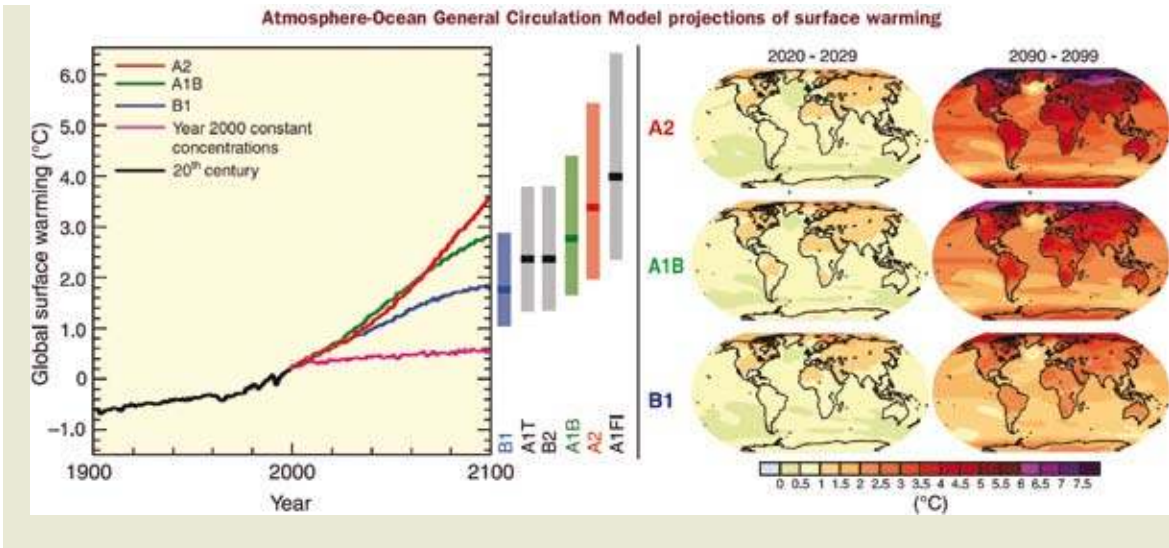 Atmosphere-Ocean General Circulation Model projections of surface warming
6.0
5.0
4.0
3.0
2.0
1.0
0
–1.0
Global surface warming (°C)
A2
A1B
B1
Year 2000 constant
concentrations
20th century
1900
2000
2100
Year
B1
A1T
B2
A1B
A2
A1FI
2020 - 2029
2090 - 2099
A2
A1B
B1
0 0.5 1 1.5 2 2.5 3 3.5 4 4.5 5 5.5 6 6.5 7 7.5
(°C)